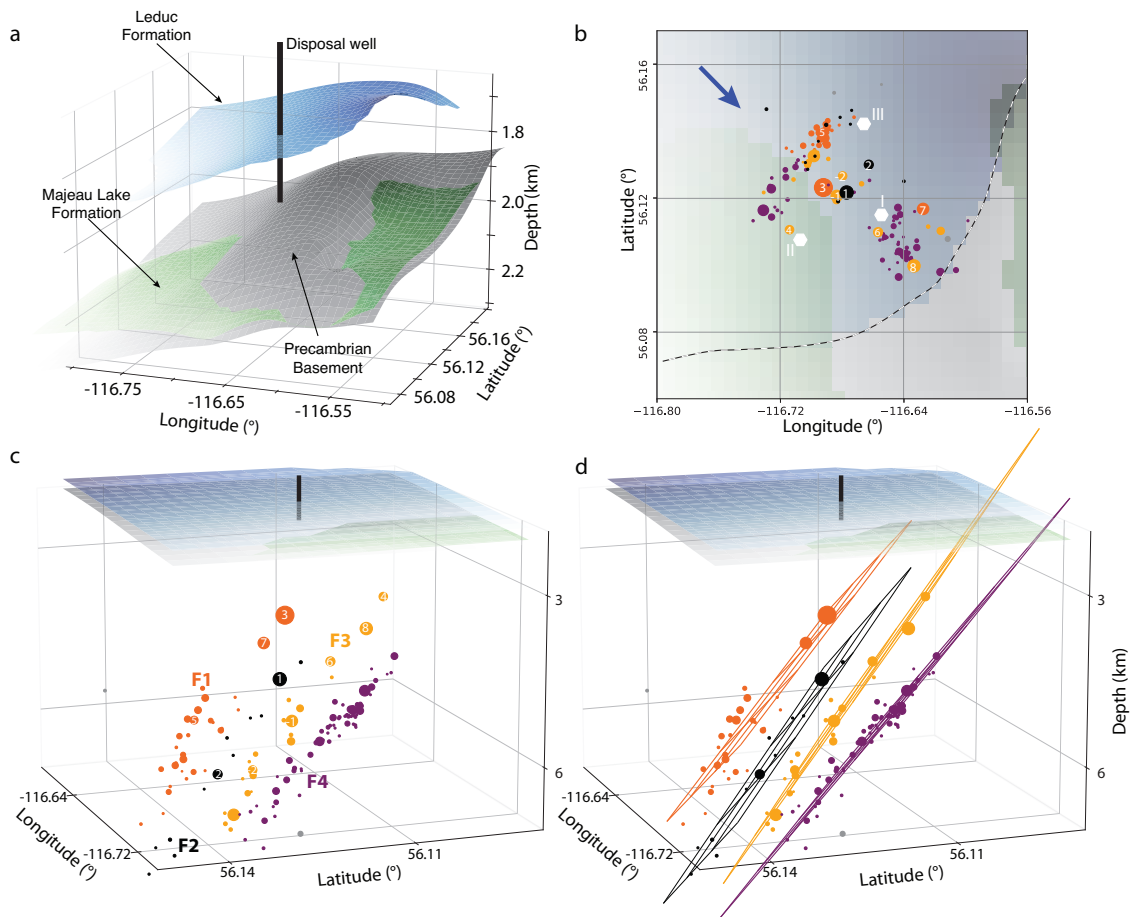 a
Leduc
Formation
Disposal well
Majeau Lake
Formation
Precambrian
Basement
1.8
2.0
2.2
Depth (km)
-116.75
-116.65
-116.55
Longitude (°)
56.16
56.12
56.08
Latitude (°)
b
56.16
56.12
56.08
Latitude (°)
−116.80
−116.72
−116.64
−116.56
Longitude (°)
5
III
2
2
3
1
1
I
7
4
II
6
8
c
3
4
7
8
F3
6
F1
1
5
1
2
2
F4
F2
3
6
-116.64
-116.72
Longitude (°)
56.14
56.11
Latitude (°)
d
3
6
Depth (km)
-116.64
-116.72
Longitude (°)
56.14
56.11
Latitude (°)